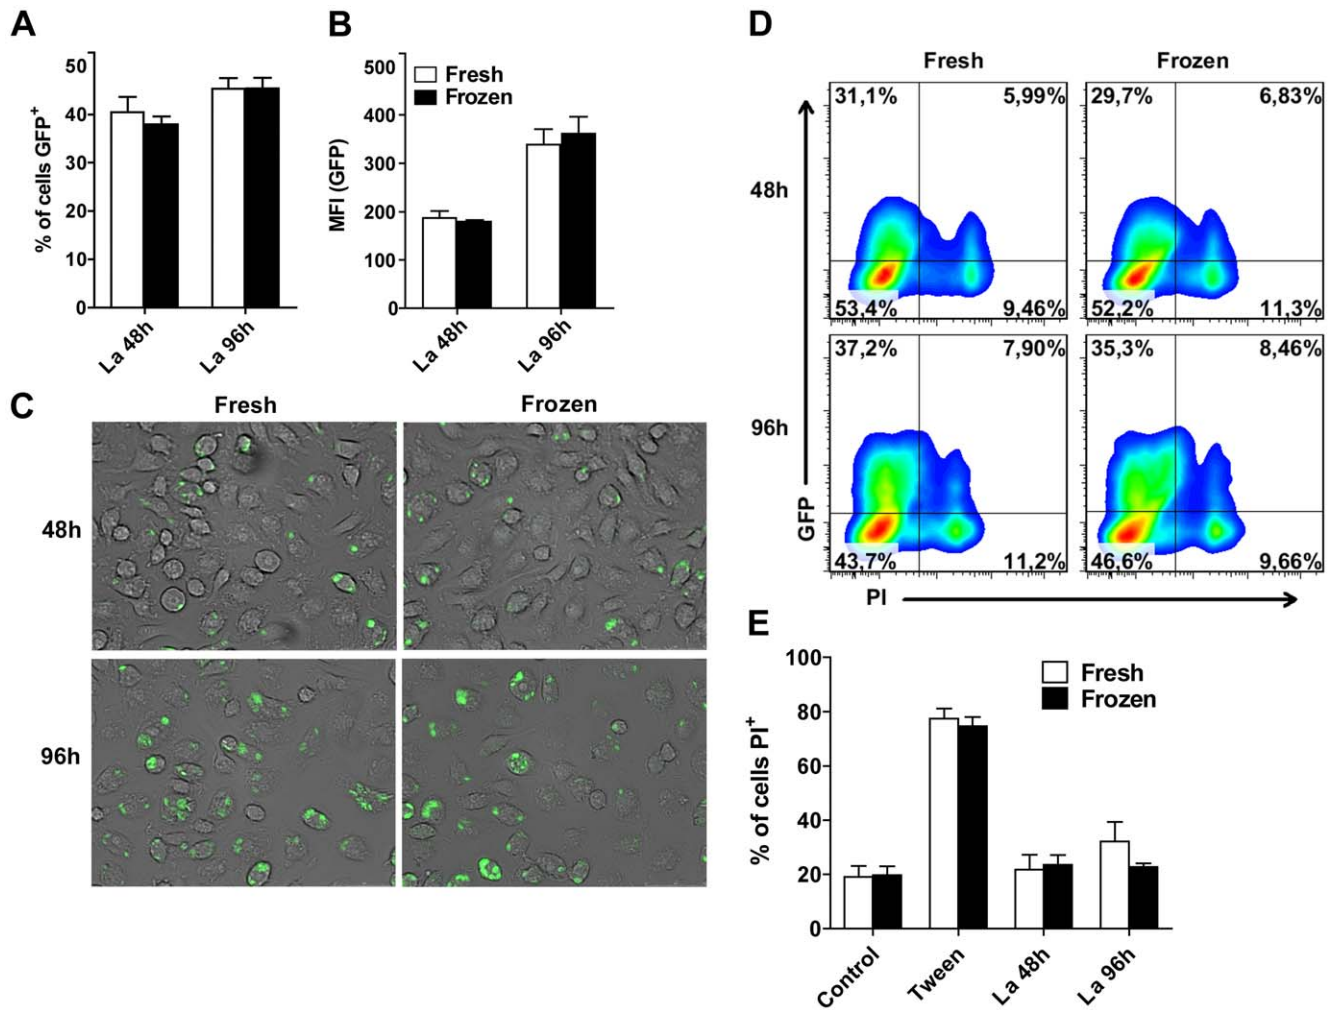 A
% of cells GFP+
50
40
30
20
10
0
La 48h
La 96h
B
MFI (GFP)
500
400
300
200
100
0
Fresh
Frozen
La 48h
La 96h
C
Fresh
Frozen
48h
96h
D
Fresh
Frozen
48h
31,1%
5,99%
53,4%
9,46%
29,7%
6,83%
52,2%
11,3%
96h
37,2%
7,90%
43,7%
11,2%
35,3%
8,46%
46,6%
9,66%
GFP
PI
E
% of cells PI+
100
80
60
40
20
0
Fresh
Frozen
Control
Tween
La 48h
La 96h